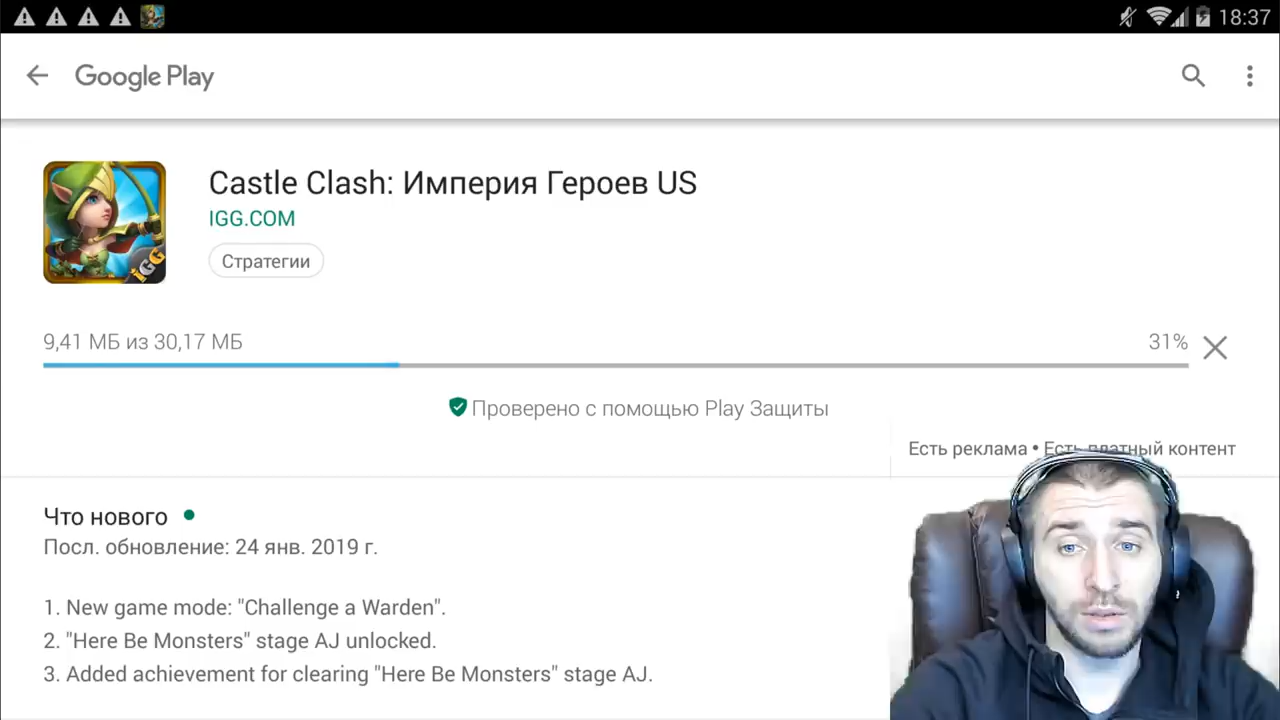 18:37
Google Play
Castle Clash: Империя Героев US
IGG.COM
IGG
Стратегии
9,41 МБ из 30,17 МБ
31%
Проверено с помощью Play Защиты
Есть реклама • Есть платный контент
Что нового
Посл. обновление: 24 янв. 2019 г.
1. New game mode: "Challenge a Warden".
2. "Here Be Monsters" stage AJ unlocked.
3. Added achievement for clearing "Here Be Monsters" stage AJ.